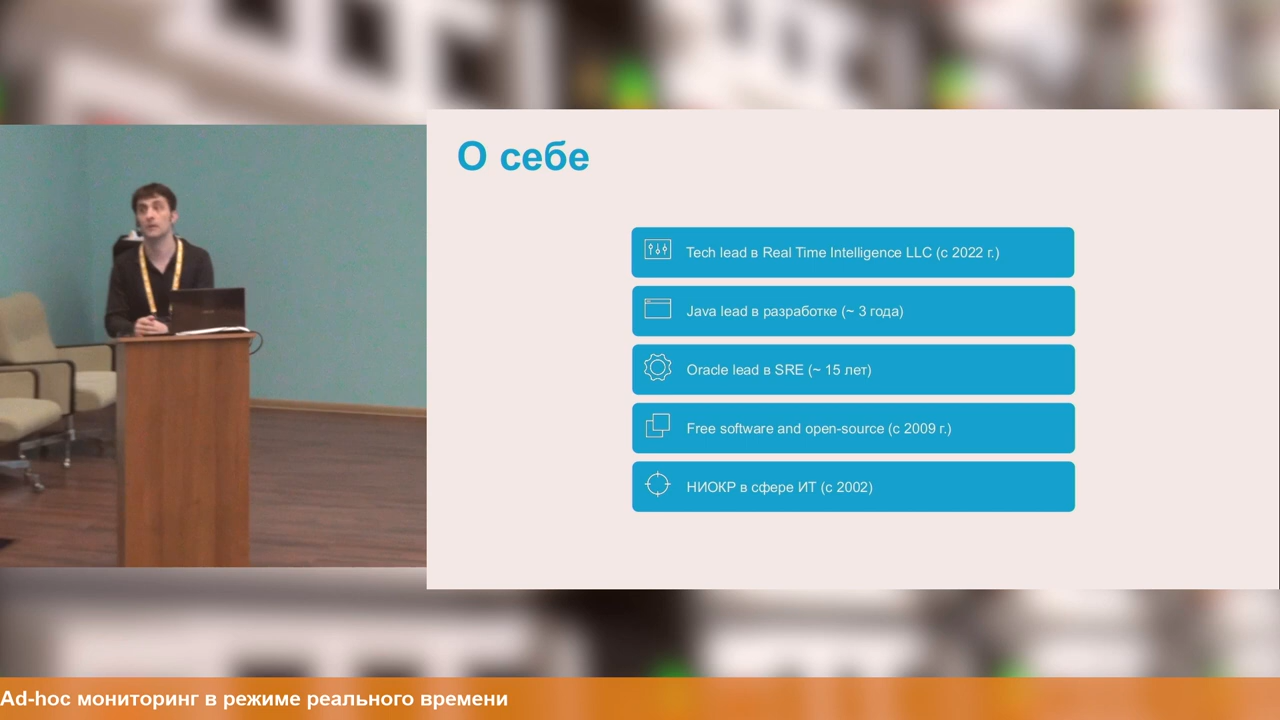 О себе
Tech lead в Real Time Intelligence LLC (с 2022 г.)
Java lead в разработке (~ 3 года)
Oracle lead в SRE (~ 15 лет)
Free software and open-source (с 2009 г.)
НИОКР в сфере ИТ (с 2002)
Ad-hoc мониторинг в режиме реального времени